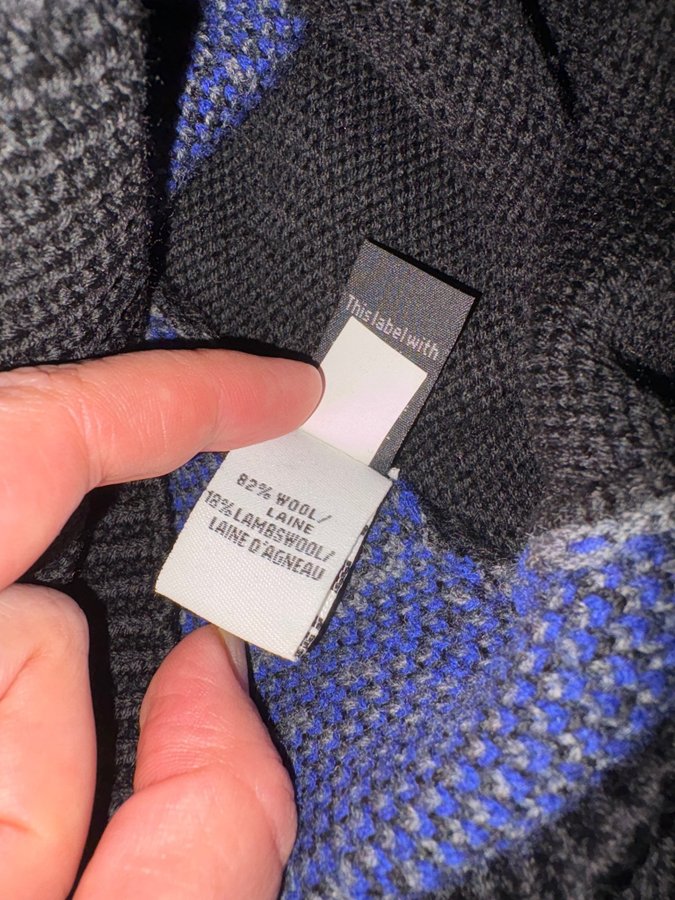 This label with
82% WOOL/
LAINE
18% LAMBSWOOL/
LAINE D'AGNEAU